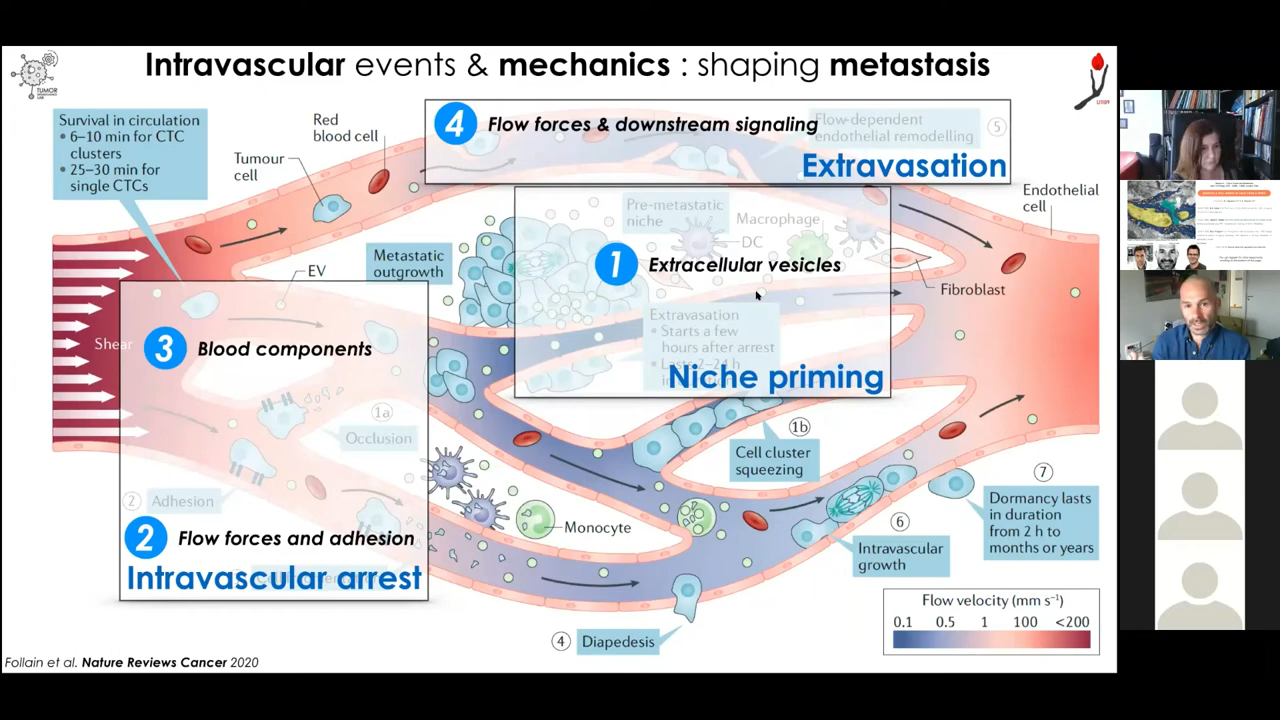 Intravascular events & mechanics : shaping metastasis
TUMOR
Survival in circulation
• 6–10 min for CTC
clusters
• 25–30 min for
single CTCs
Red
blood cell
Tumour
cell
4
Flow forces & downstream signaling
Flow-dependent
endothelial remodelling
5
Extravasation
Endothelial
cell
Pre-metastatic
niche
Macrophage
DC
Metastatic
outgrowth
EV
1
Extracellular vesicles
Fibroblast
Extravasation
• Starts a few
hours after arrest
• Lasts 2–24 h
Niche priming
Shear
3
Blood components
1a
Occlusion
1b
Cell cluster
squeezing
2
Adhesion
2
Flow forces and adhesion
Intravascular arrest
Monocyte
7
Dormancy lasts
in duration
from 2 h to
months or years
6
Intravascular
growth
4
Diapedesis
Flow velocity (mm s⁻¹)
0.1 0.5 1 100 <200
Follain et al. Nature Reviews Cancer 2020